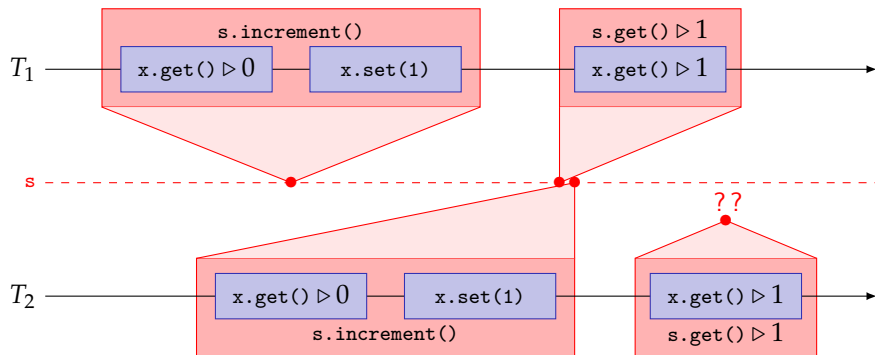 s.increment() s.get() ▷ 1
T₁ x.get() ▷ 0 x.set(1) x.get() ▷ 1
s
??
T₂ x.get() ▷ 0 x.set(1) x.get() ▷ 1
s.increment() s.get() ▷ 1